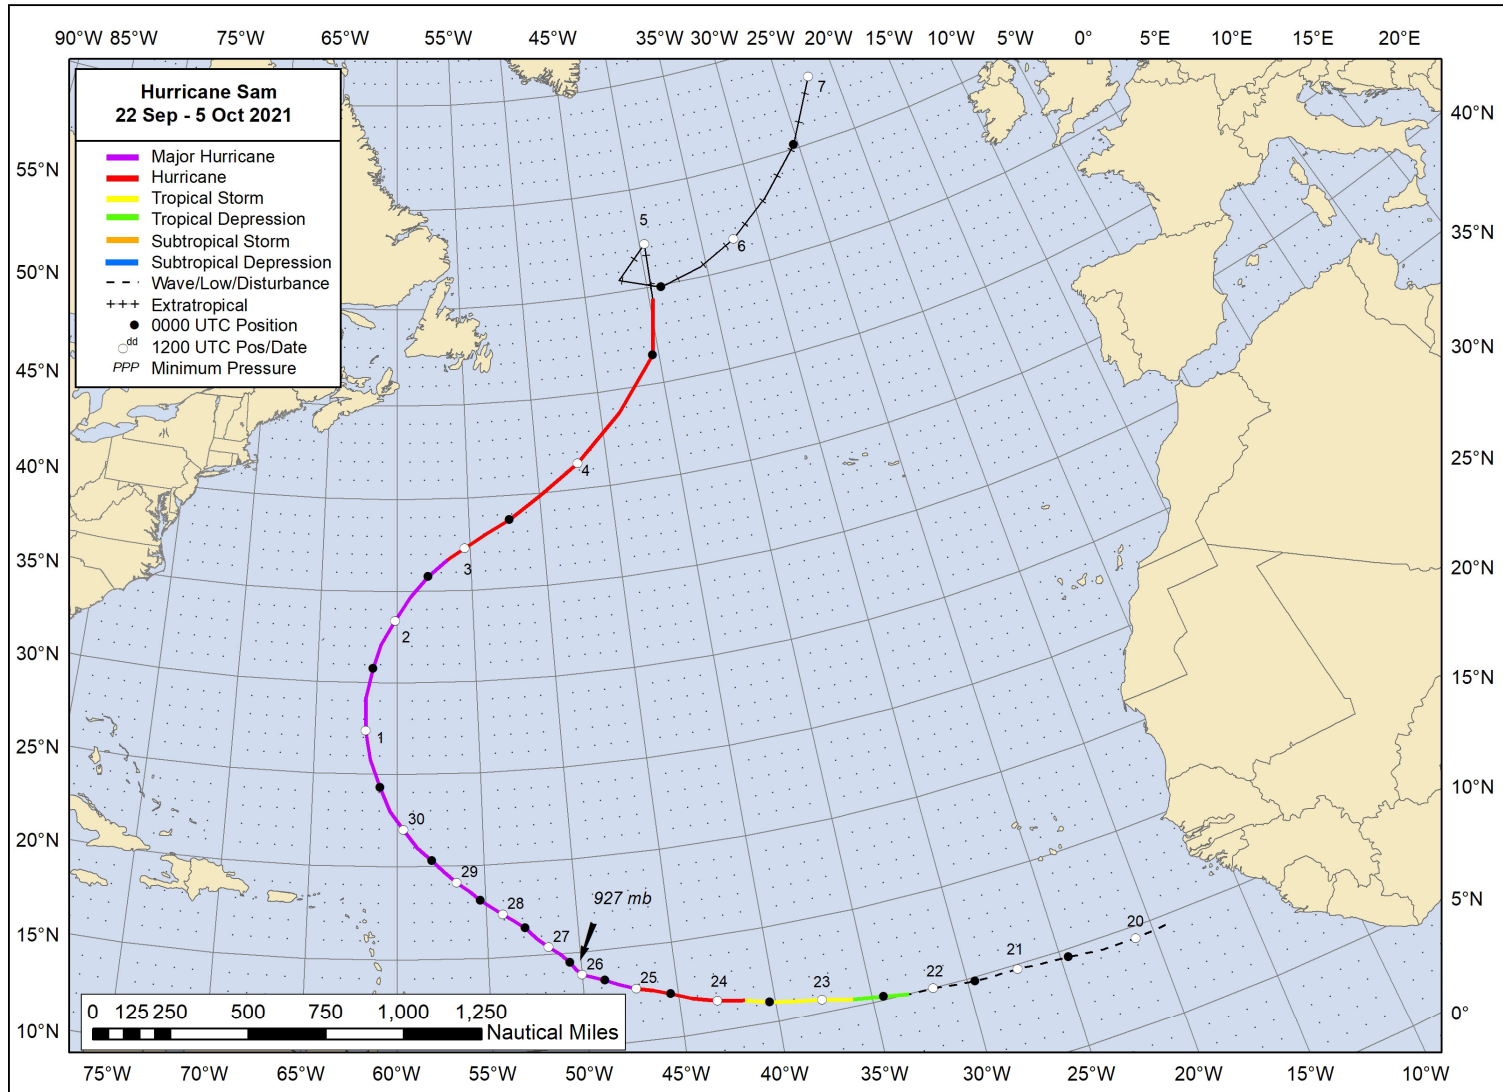 90°W 85°W 75°W 65°W 55°W 45°W 35°W 30°W 25°W 20°W 10°W 5°W 0° 5°E 10°E 15°E 20°E
Hurricane Sam
22 Sep - 5 Oct 2021
Major Hurricane
Hurricane
Tropical Storm
Tropical Depression
Subtropical Storm
Subtropical Depression
Wave/Low/Disturbance
+++ Extratropical
0000 UTC Position
dd 1200 UTC Pos/Date
PPP Minimum Pressure
55°N
50°N
45°N
40°N
35°N
30°N
25°N
20°N
15°N
10°N
40°N
35°N
30°N
25°N
20°N
15°N
10°N
5°N
0°
7
5
6
4
3
2
1
30
29
28
927 mb
27
26
25
24
23
22
21
20
0 125 250 500 750 1,000 1,250
Nautical Miles
75°W 70°W 65°W 60°W 55°W 50°W 45°W 40°W 35°W 30°W 25°W 20°W 15°W 10°W